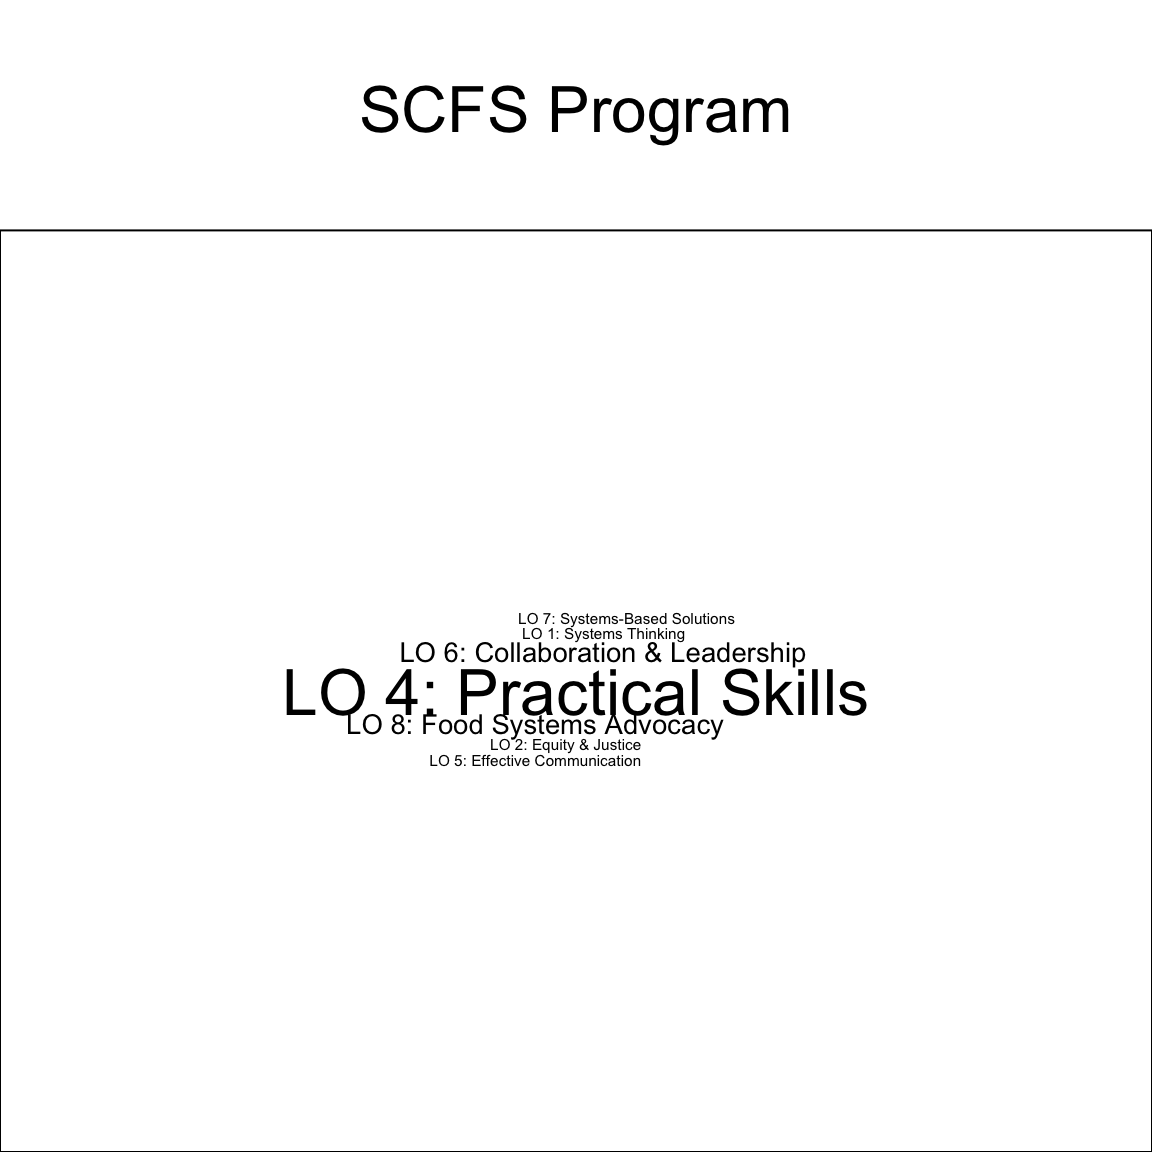 SCFS Program
LO 7: Systems-Based Solutions
LO 1: Systems Thinking
LO 6: Collaboration & Leadership
LO 4: Practical Skills
LO 8: Food Systems Advocacy
LO 2: Equity & Justice
LO 5: Effective Communication